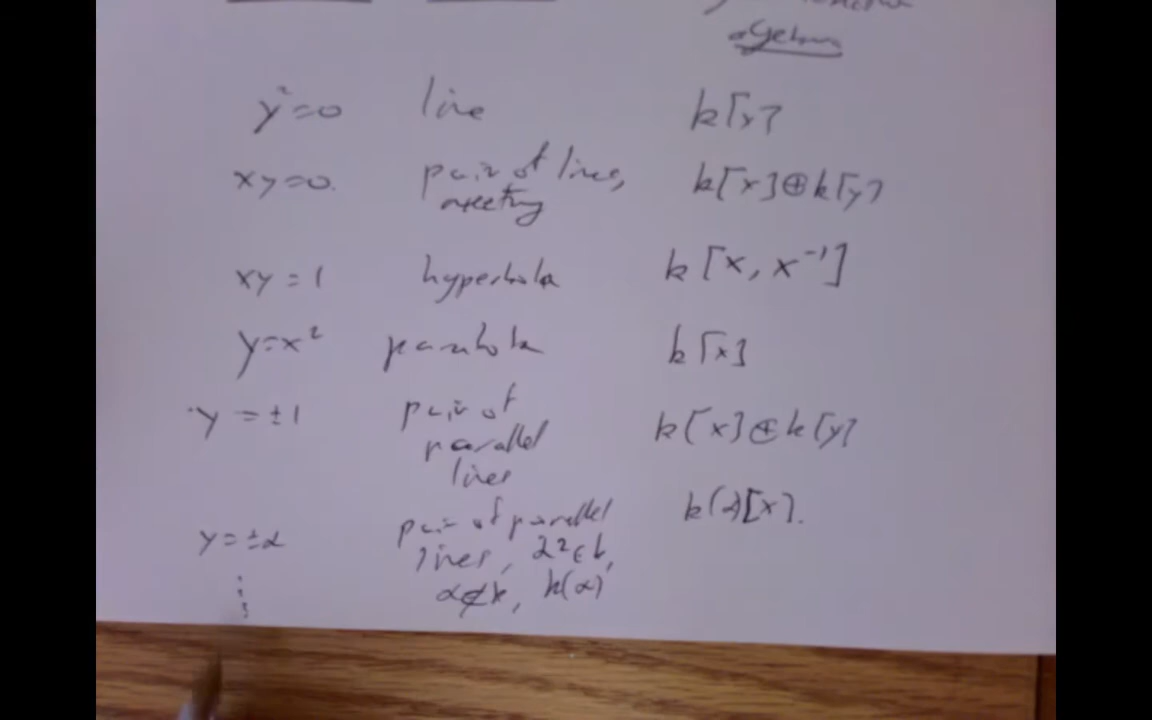 algebra
y²=0 line k[x]
xy=0. pair of lines, meeting k[x]⊕k[y]
xy=1 hyperbola k[x, x⁻¹]
y=x² parabola k[x]
y=±1 pair of parallel lines k[x]⊕k[y]
y=±α pair of parallel lines, α²∈k, α∉k, k(α) k(α)[x].
⋮